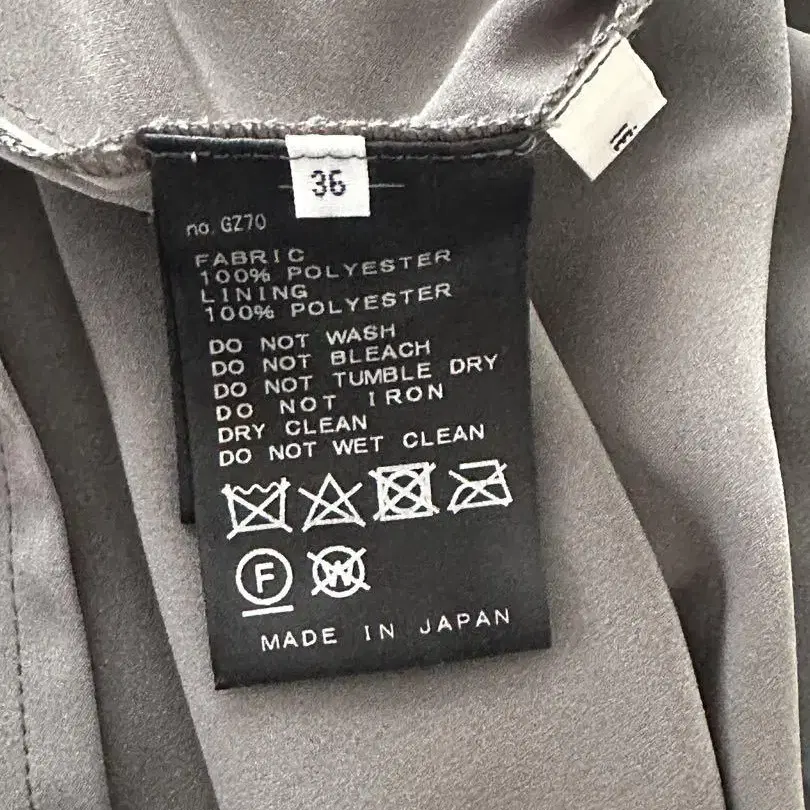 36
no. GZ70
FABRIC
100% POLYESTER
LINING
100% POLYESTER
DO NOT WASH
DO NOT BLEACH
DO NOT TUMBLE DRY
DO NOT IRON
DRY CLEAN
DO NOT WET CLEAN
F
W
MADE IN JAPAN